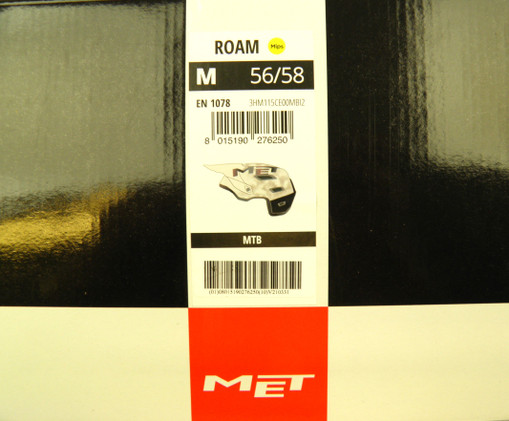 ROAM Mips
M 56/58
EN 1078 3HM115CE00MBI2
8 015190 276250
MET
MTB
MET